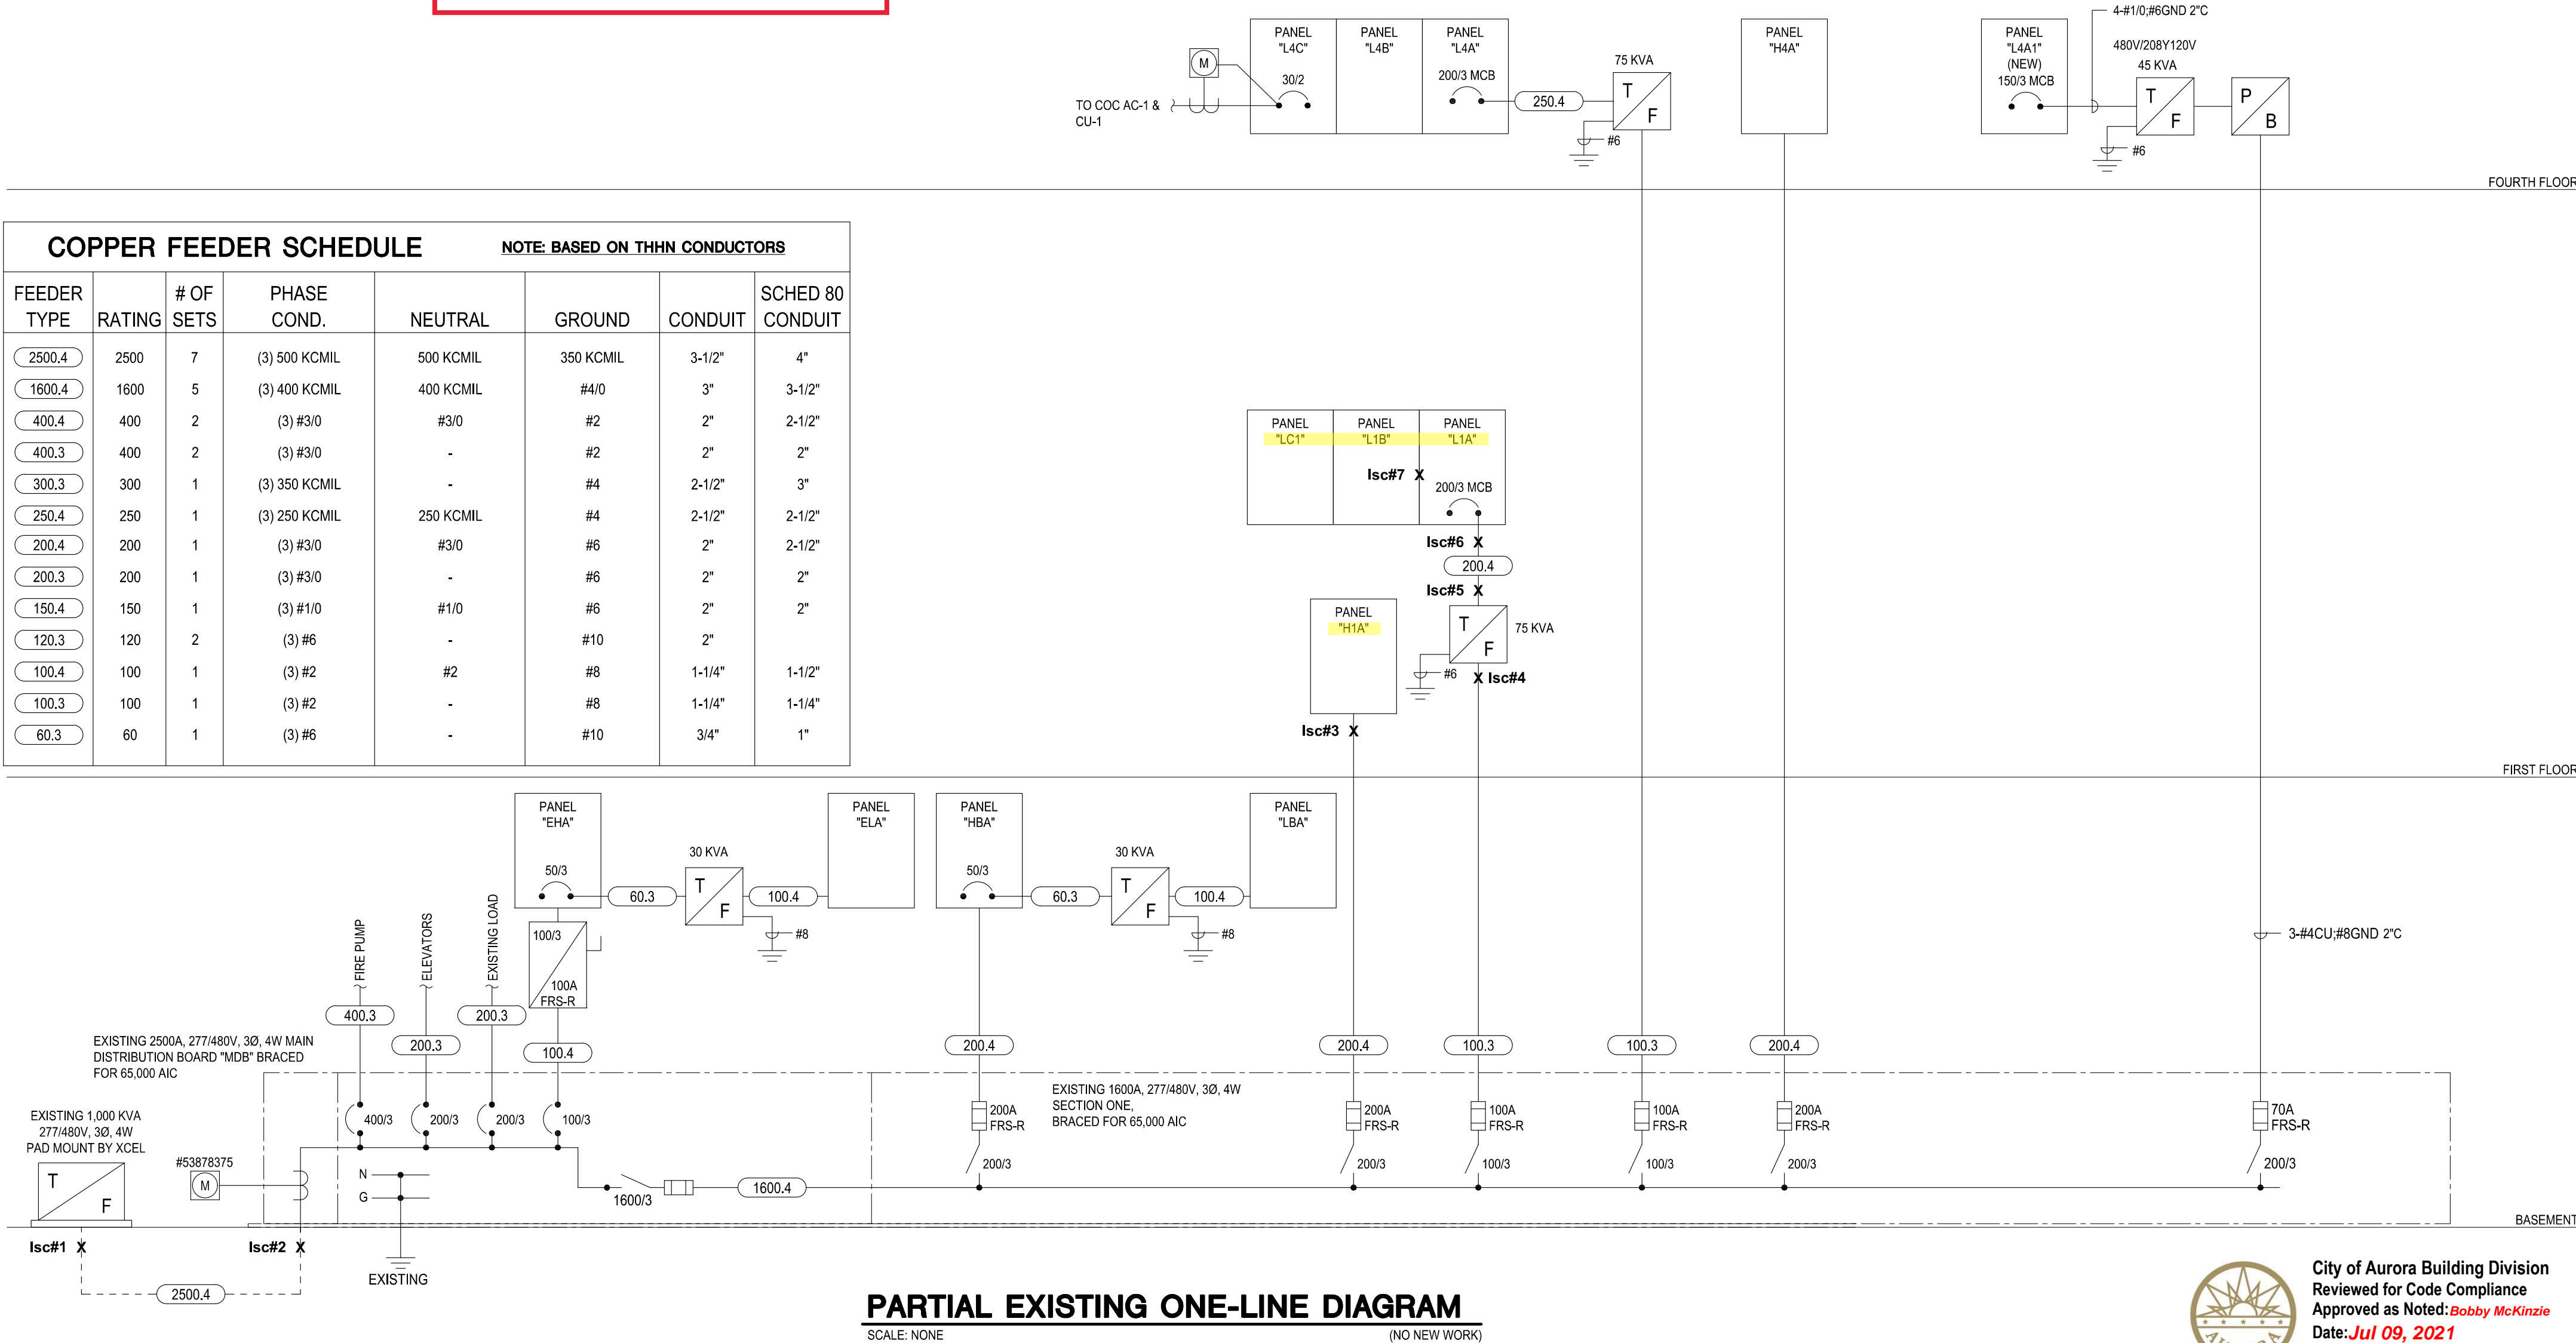 PANEL "L4C"
30/2
PANEL "L4B"
PANEL "L4A"
200/3 MCB
M
TO COC AC-1 &
CU-1
250.4
75 KVA
T
F
#6
PANEL "H4A"
PANEL "L4A1"
(NEW)
150/3 MCB
4-#1/0;#6GND 2"C
480V/208Y120V
45 KVA
T
F
#6
P
B
FOURTH FLOOR
COPPER FEEDER SCHEDULE NOTE: BASED ON THHN CONDUCTORS
FEEDER TYPE RATING # OF SETS PHASE COND. NEUTRAL GROUND CONDUIT SCHED 80 CONDUIT
2500.4 2500 7 (3) 500 KCMIL 500 KCMIL 350 KCMIL 3-1/2" 4"
1600.4 1600 5 (3) 400 KCMIL 400 KCMIL #4/0 3" 3-1/2"
400.4 400 2 (3) #3/0 #3/0 #2 2" 2-1/2"
400.3 400 2 (3) #3/0 - #2 2" 2"
300.3 300 1 (3) 350 KCMIL - #4 2-1/2" 3"
250.4 250 1 (3) 250 KCMIL 250 KCMIL #4 2-1/2" 2-1/2"
200.4 200 1 (3) #3/0 #3/0 #6 2" 2-1/2"
200.3 200 1 (3) #3/0 - #6 2" 2"
150.4 150 1 (3) #1/0 #1/0 #6 2" 2"
120.3 120 2 (3) #6 - #10 2"
100.4 100 1 (3) #2 #2 #8 1-1/4" 1-1/2"
100.3 100 1 (3) #2 - #8 1-1/4" 1-1/4"
60.3 60 1 (3) #6 - #10 3/4" 1"
PANEL "LC1"
PANEL "L1B"
PANEL "L1A"
Isc#7 X
200/3 MCB
Isc#6 X
200.4
Isc#5 X
PANEL "H1A"
T
F
75 KVA
#6
X Isc#4
Isc#3 X
FIRST FLOOR
PANEL "EHA"
50/3
60.3
30 KVA
T
F
100.4
#8
PANEL "ELA"
PANEL "HBA"
50/3
60.3
30 KVA
T
F
100.4
#8
PANEL "LBA"
100/3
100A
FRS-R
FIRE PUMP
ELEVATORS
EXISTING LOAD
400.3
200.3
200.3
100.4
3-#4CU;#8GND 2"C
200.4
200.4
100.3
100.3
200.4
EXISTING 2500A, 277/480V, 3Ø, 4W MAIN
DISTRIBUTION BOARD "MDB" BRACED
FOR 65,000 AIC
EXISTING 1600A, 277/480V, 3Ø, 4W
SECTION ONE,
BRACED FOR 65,000 AIC
400/3
200/3
200/3
100/3
200A
FRS-R
200/3
200A
FRS-R
200/3
100A
FRS-R
100/3
100A
FRS-R
100/3
200A
FRS-R
200/3
70A
FRS-R
200/3
EXISTING 1,000 KVA
277/480V, 3Ø, 4W
PAD MOUNT BY XCEL
T
F
#53878375
M
N
G
1600/3
1600.4
BASEMENT
Isc#1 X
Isc#2 X
EXISTING
2500.4
PARTIAL EXISTING ONE-LINE DIAGRAM
SCALE: NONE (NO NEW WORK)
City of Aurora Building Division
Reviewed for Code Compliance
Approved as Noted: Bobby McKinzie
Date: Jul 09, 2021